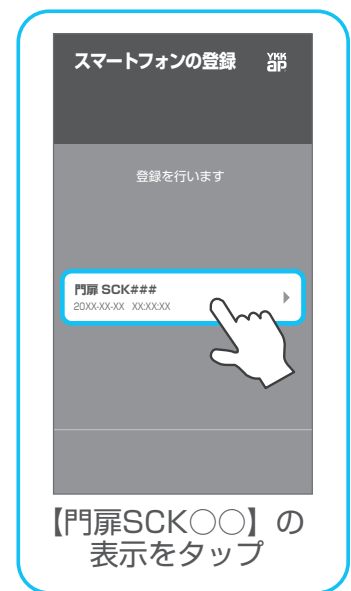 スマートフォンの登録 YKK ap
登録を行います
門扉 SCK###
20XX-XX-XX XX:XX:XX
【門扉SCK○○】の
表示をタップ